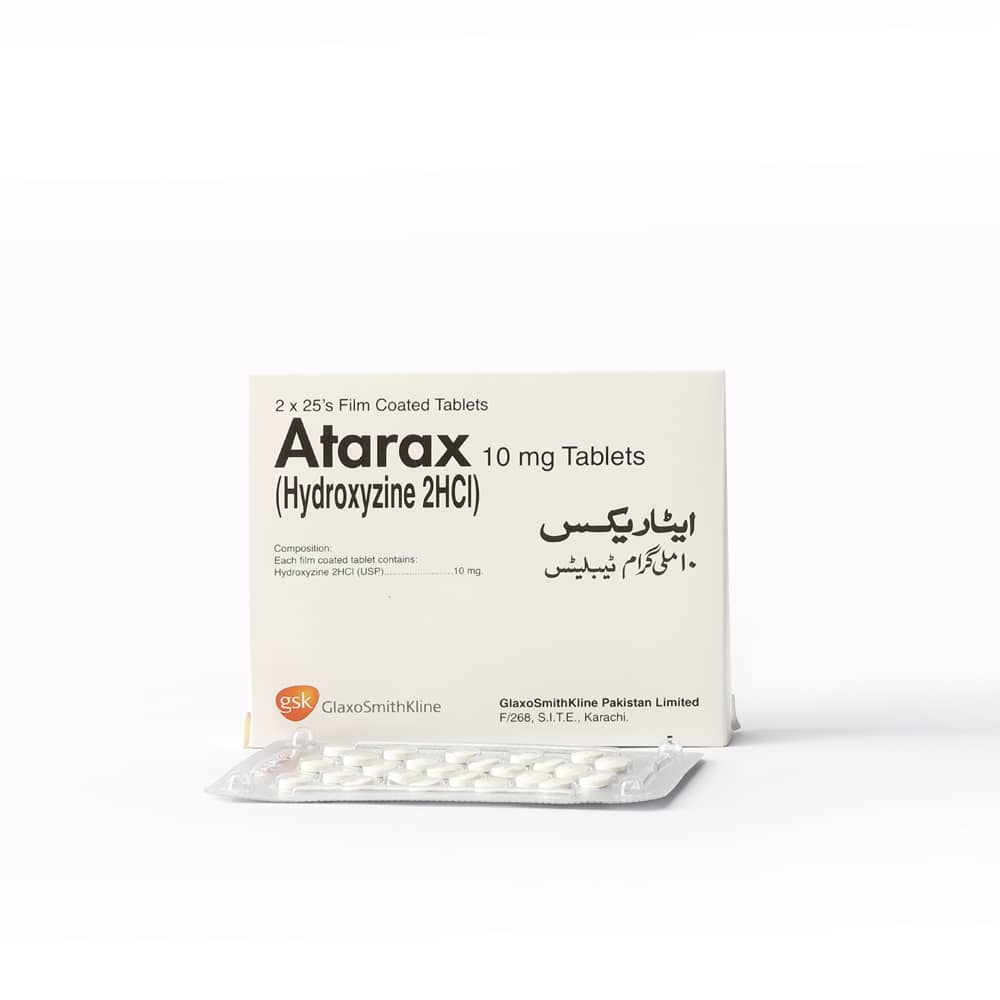 2 x 25's Film Coated Tablets
Atarax 10 mg Tablets
(Hydroxyzine 2HCl)
ایٹاریکس
۱۰ ملی گرام ٹیبلیٹس
Composition:
Each film coated tablet contains:
Hydroxyzine 2HCl (USP).......................10 mg.
gsk GlaxoSmithKline
GlaxoSmithKline Pakistan Limited
F/268, S.I.T.E., Karachi.